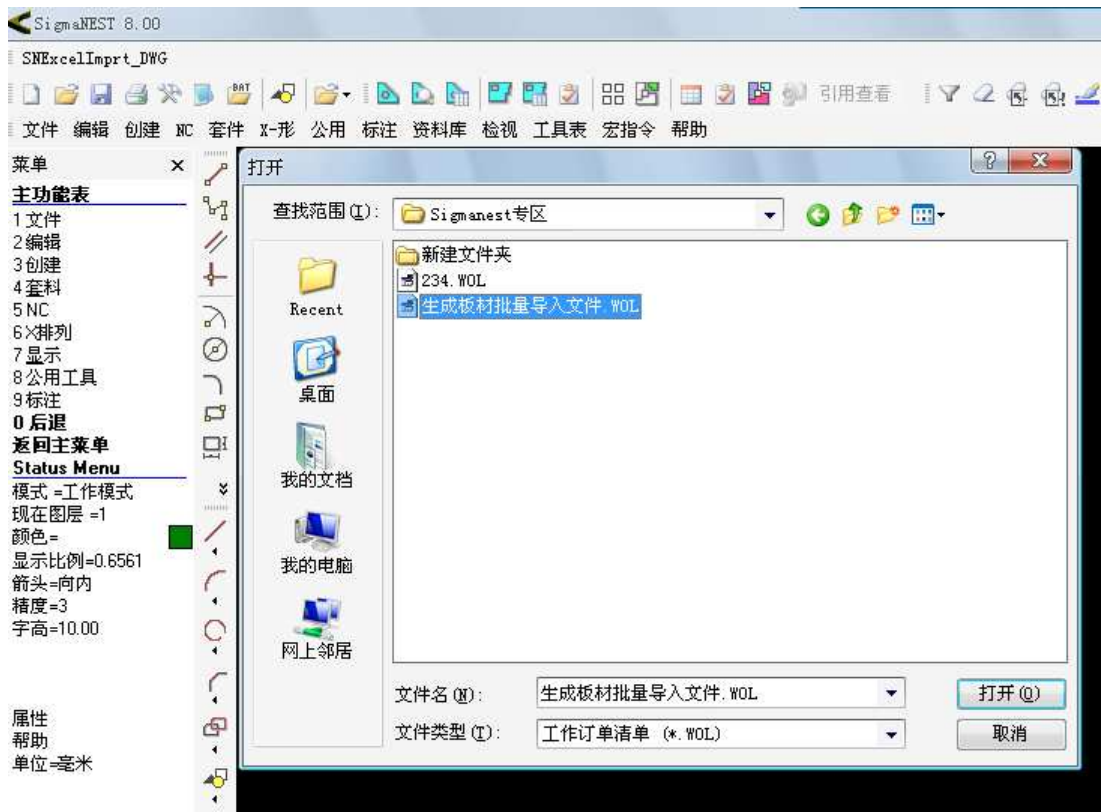 SigmaNEST 8.00
SNExcelImprt_DWG
BAT
引用查看
文件 编辑 创建 NC 套件 X-形 公用 标注 资料库 检视 工具表 宏指令 帮助
菜单
主功能表
1 文件
2 编辑
3 创建
4 套料
5 NC
6 X排列
7 显示
8 公用工具
9 标注
0 后退
返回主菜单
Status Menu
模式 =工作模式
现在图层 =1
颜色=
显示比例=0.6561
箭头=向内
精度=3
字高=10.00
属性
帮助
单位=毫米
打开
查找范围(I): Sigmanest专区
Recent
桌面
我的文档
我的电脑
网上邻居
新建文件夹
234.WOL
生成板材批量导入文件.WOL
文件名(N): 生成板材批量导入文件.WOL 打开(O)
文件类型(T): 工作订单清单 (*.WOL) 取消